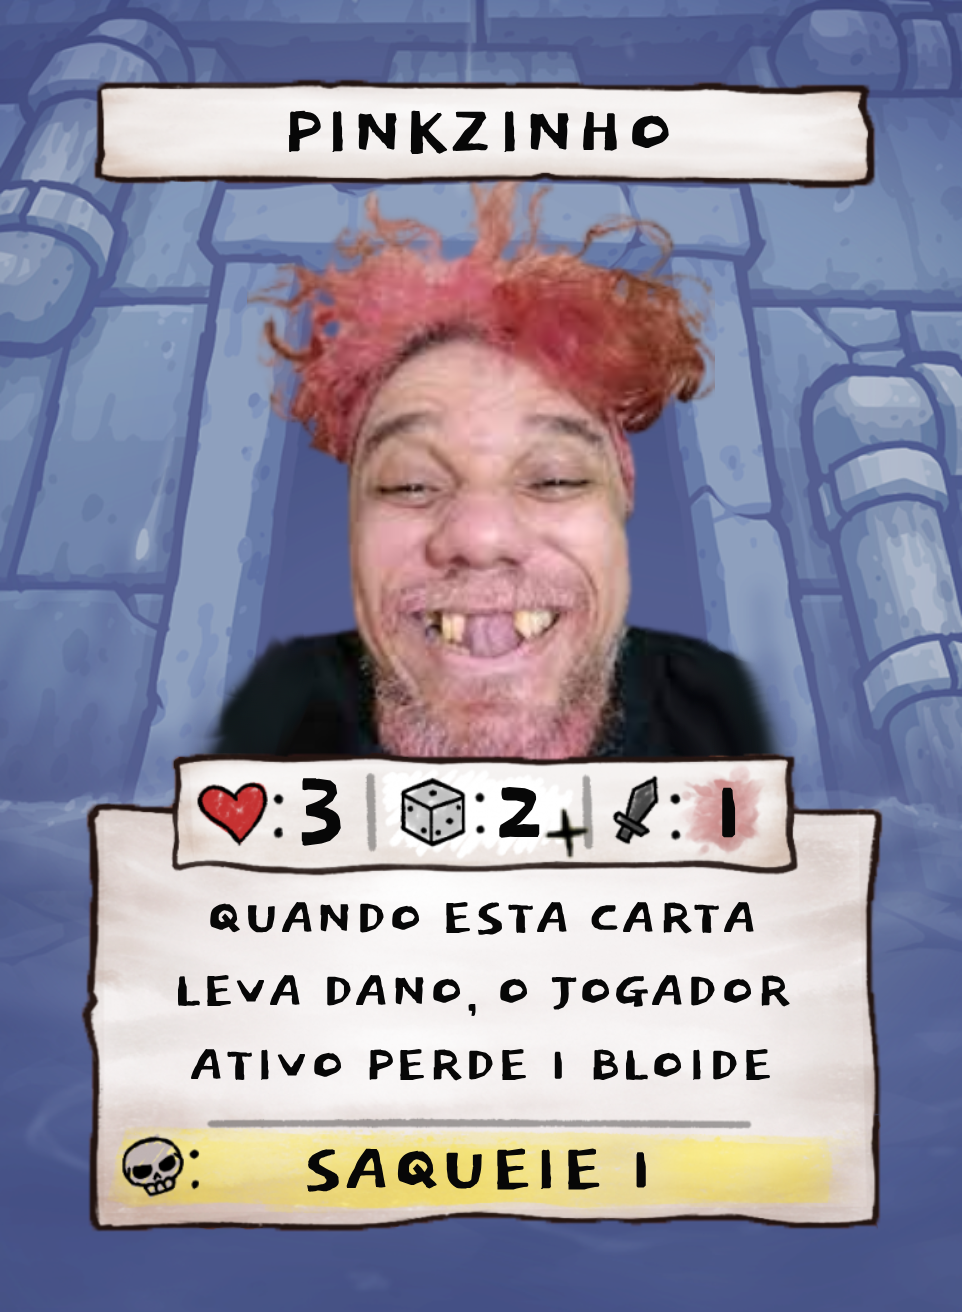 PINKZINHO
: 3 | : 2+ | : 1
QUANDO ESTA CARTA
LEVA DANO, O JOGADOR
ATIVO PERDE 1 BLOIDE
: SAQUEIE 1